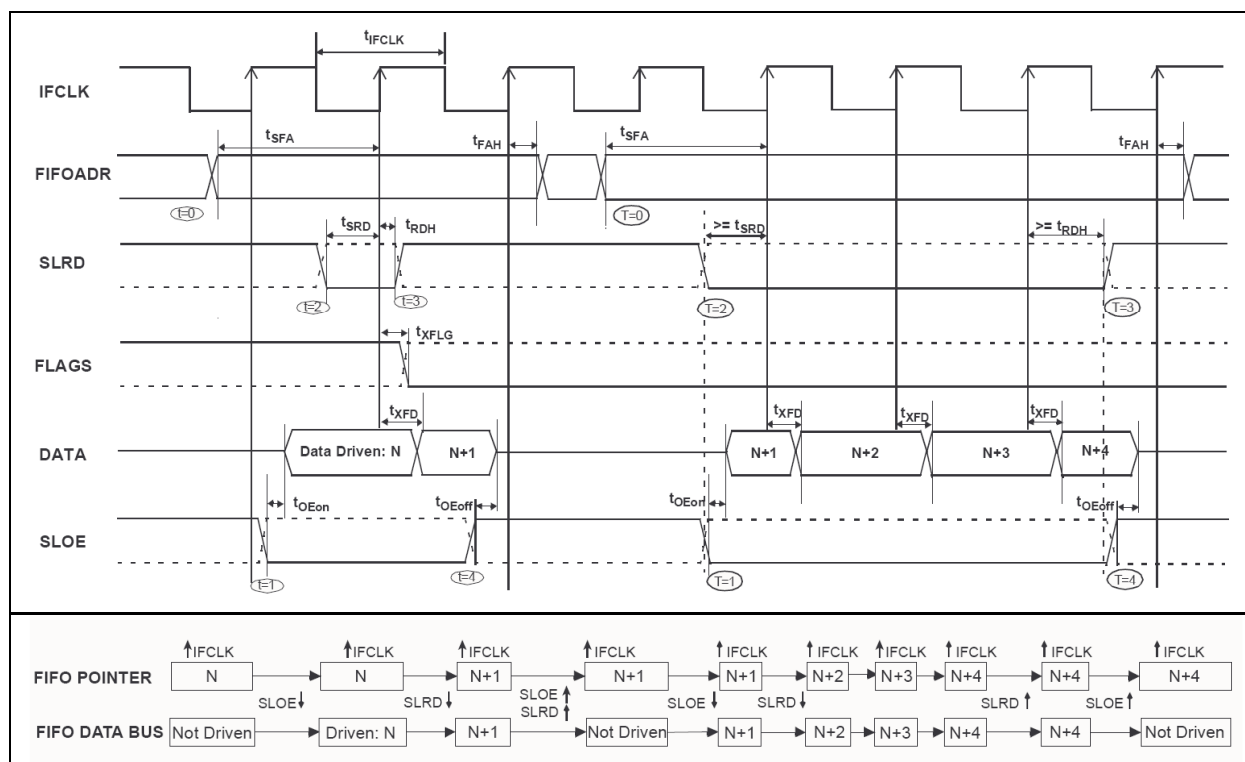 tIFCLK
IFCLK
tSFA
tFAH
tSFA
tFAH
FIFOADR
t=0
T=0
tSRD
tRDH
>= tSRD
>= tRDH
SLRD
t=2
t=3
T=2
T=3
tXFLG
FLAGS
tXFD
tXFD
tXFD
tXFD
DATA
Data Driven: N
N+1
N+1
N+2
N+3
N+4
tOEon
tOEoff
tOEon
tOEoff
SLOE
t=1
t=4
T=1
T=4
IFCLK IFCLK IFCLK IFCLK IFCLK IFCLK IFCLK IFCLK IFCLK IFCLK
FIFO POINTER N N N+1 N+1 N+1 N+2 N+3 N+4 N+4 N+4
SLOE SLRD SLOE SLRD SLOE SLRD SLRD SLOE
FIFO DATA BUS Not Driven Driven: N N+1 Not Driven N+1 N+2 N+3 N+4 N+4 Not Driven